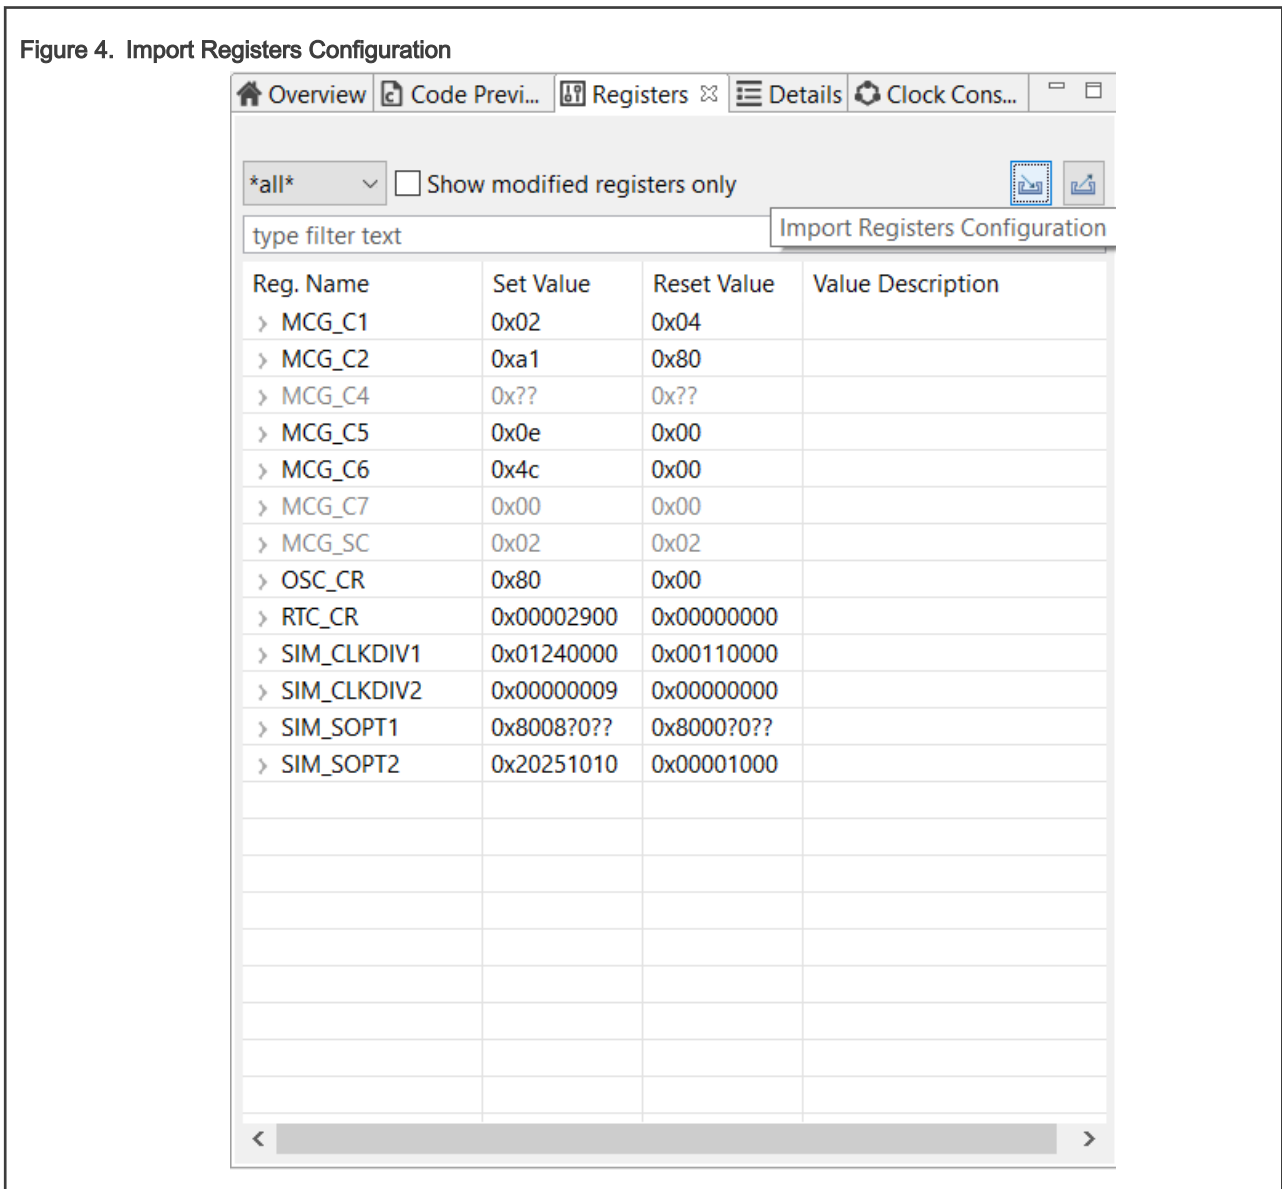 Figure 4. Import Registers Configuration
Overview Code Previ... Registers Details Clock Cons...
*all* Show modified registers only
Import Registers Configuration
type filter text
Reg. Name Set Value Reset Value Value Description
MCG_C1 0x02 0x04
MCG_C2 0xa1 0x80
MCG_C4 0x?? 0x??
MCG_C5 0x0e 0x00
MCG_C6 0x4c 0x00
MCG_C7 0x00 0x00
MCG_SC 0x02 0x02
OSC_CR 0x80 0x00
RTC_CR 0x00002900 0x00000000
SIM_CLKDIV1 0x01240000 0x00110000
SIM_CLKDIV2 0x00000009 0x00000000
SIM_SOPT1 0x8008?0?? 0x8000?0??
SIM_SOPT2 0x20251010 0x00001000